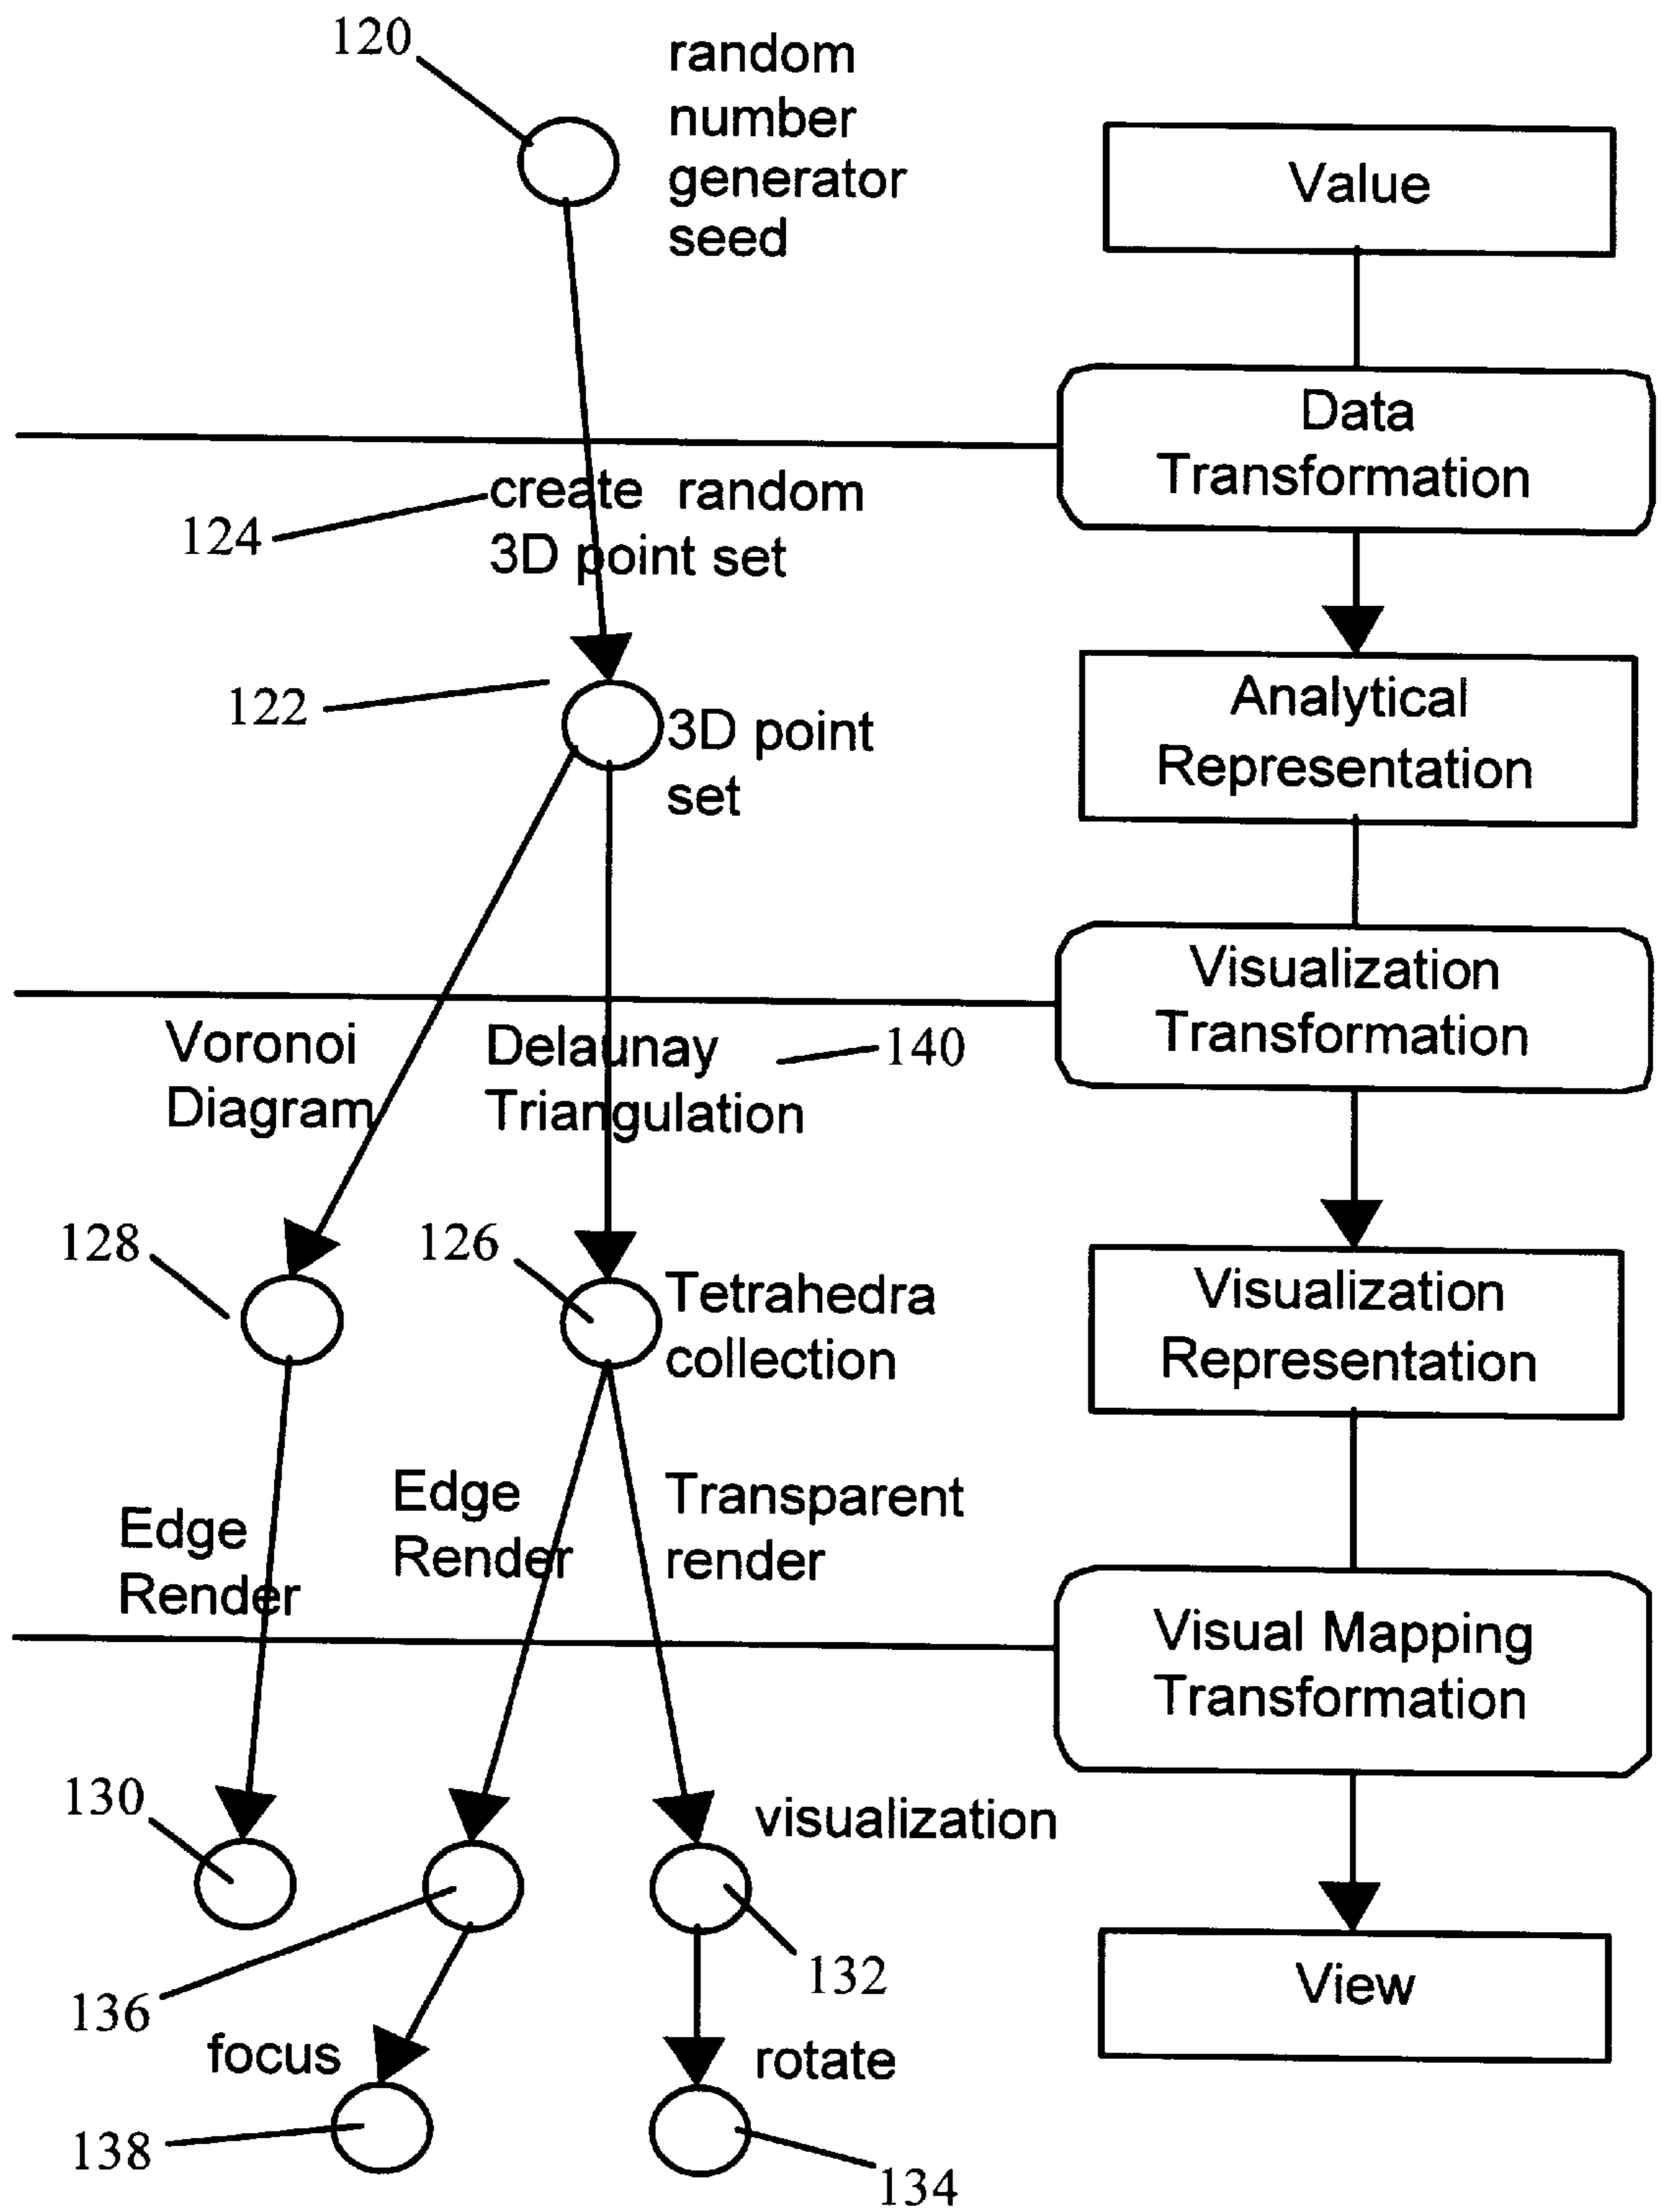 120
random
number
generator
seed
Value
Data
Transformation
create random
3D point set
124
122
3D point
set
Analytical
Representation
Visualization
Transformation
Voronoi
Diagram
Delaunay
Triangulation
140
128
126
Tetrahedra
collection
Visualization
Representation
Edge
Render
Edge
Render
Transparent
render
Visual Mapping
Transformation
130
visualization
136
132
View
focus
rotate
138
134